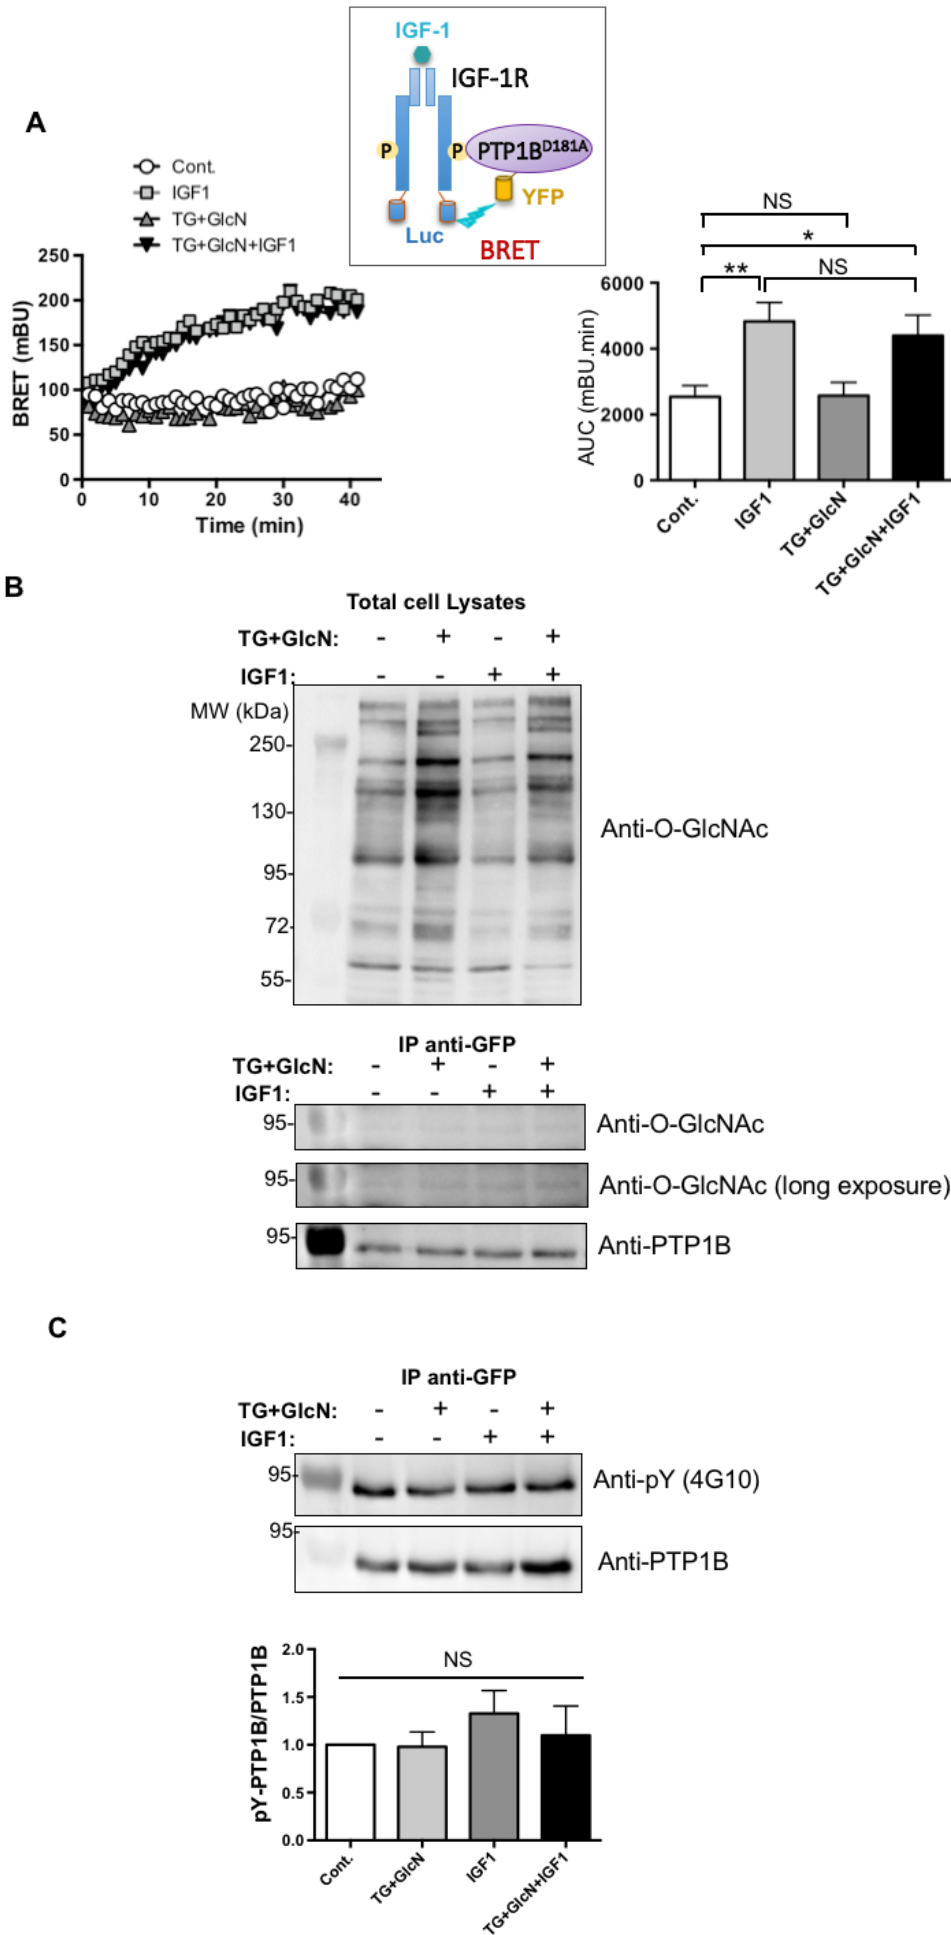 IGF-1
IGF-1R
P
P
PTP1B^D181A
YFP
Luc
BRET
A
Cont.
IGF1
TG+GlcN
TG+GlcN+IGF1
250
200
150
100
50
0
BRET (mBU)
0 10 20 30 40
Time (min)
NS
*
** NS
6000
4000
2000
0
AUC (mBU.min)
Cont.
IGF1
TG+GlcN
TG+GlcN+IGF1
B
Total cell Lysates
TG+GlcN: - + - +
IGF1: - - + +
MW (kDa)
250-
130-
95-
72-
55-
Anti-O-GlcNAc
IP anti-GFP
TG+GlcN: - + - +
IGF1: - - + +
95- Anti-O-GlcNAc
95- Anti-O-GlcNAc (long exposure)
95- Anti-PTP1B
C
IP anti-GFP
TG+GlcN: - + - +
IGF1: - - + +
95- Anti-pY (4G10)
95- Anti-PTP1B
2.0
1.5
1.0
0.5
0.0
pY-PTP1B/PTP1B
NS
Cont.
TG+GlcN
IGF1
TG+GlcN+IGF1